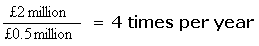 £2 million
£0.5 million = 4 times per year